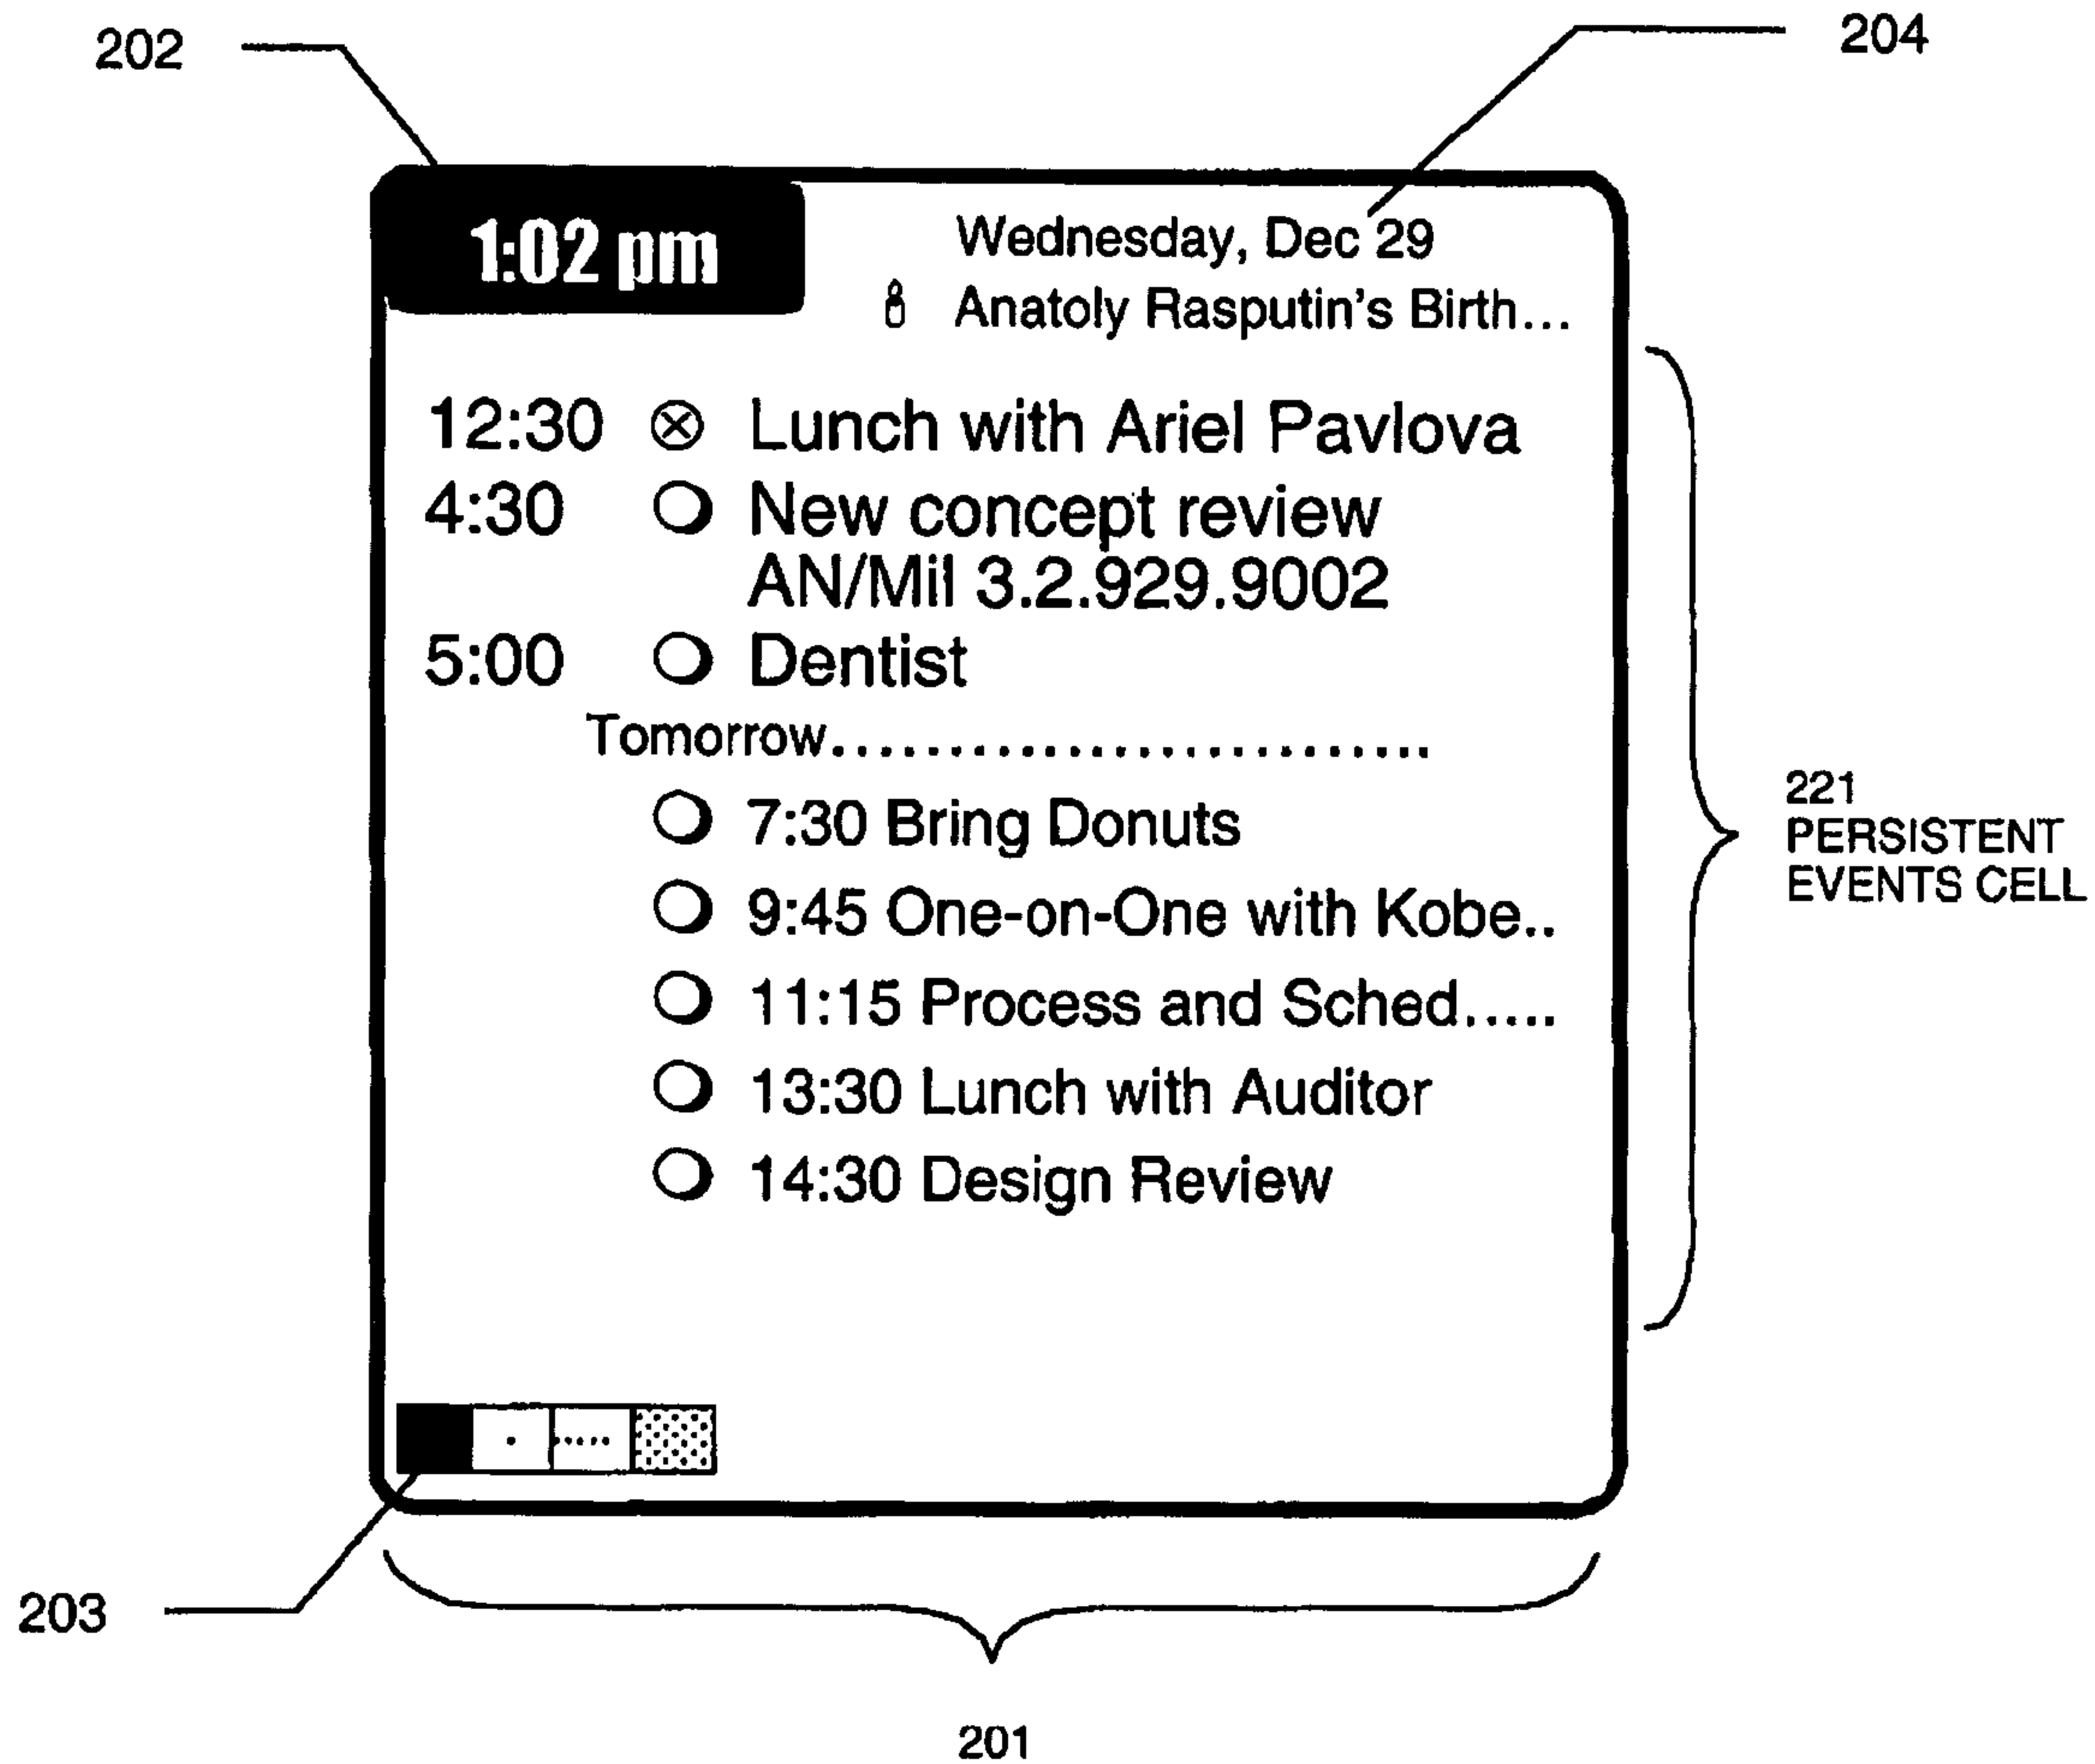 202
204
1:02 pm
Wednesday, Dec 29
Anatoly Rasputin's Birth...
12:30 Lunch with Ariel Pavlova
4:30 New concept review
AN/Mil 3.2.929.9002
5:00 Dentist
Tomorrow..........................
7:30 Bring Donuts
9:45 One-on-One with Kobe..
11:15 Process and Sched.....
13:30 Lunch with Auditor
14:30 Design Review
221
PERSISTENT
EVENTS CELL
203
201